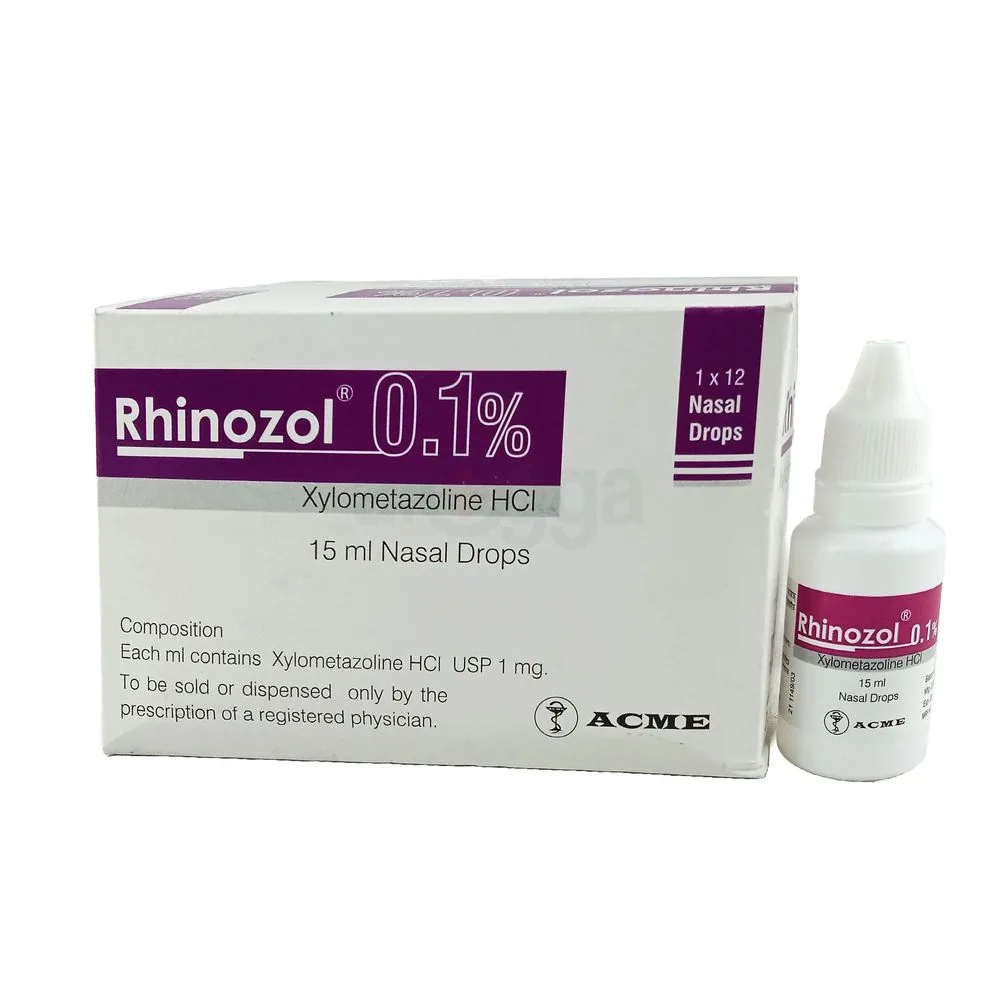 Rhinozol® 0.1%
Xylometazoline HCl
15 ml Nasal Drops
Composition
Each ml contains Xylometazoline HCl USP 1 mg.
To be sold or dispensed only by the
prescription of a registered physician.
ACME
1 x 12
Nasal
Drops
Rhinozol® 0.1%
Xylometazoline HCl
15 ml
Nasal Drops
ACME